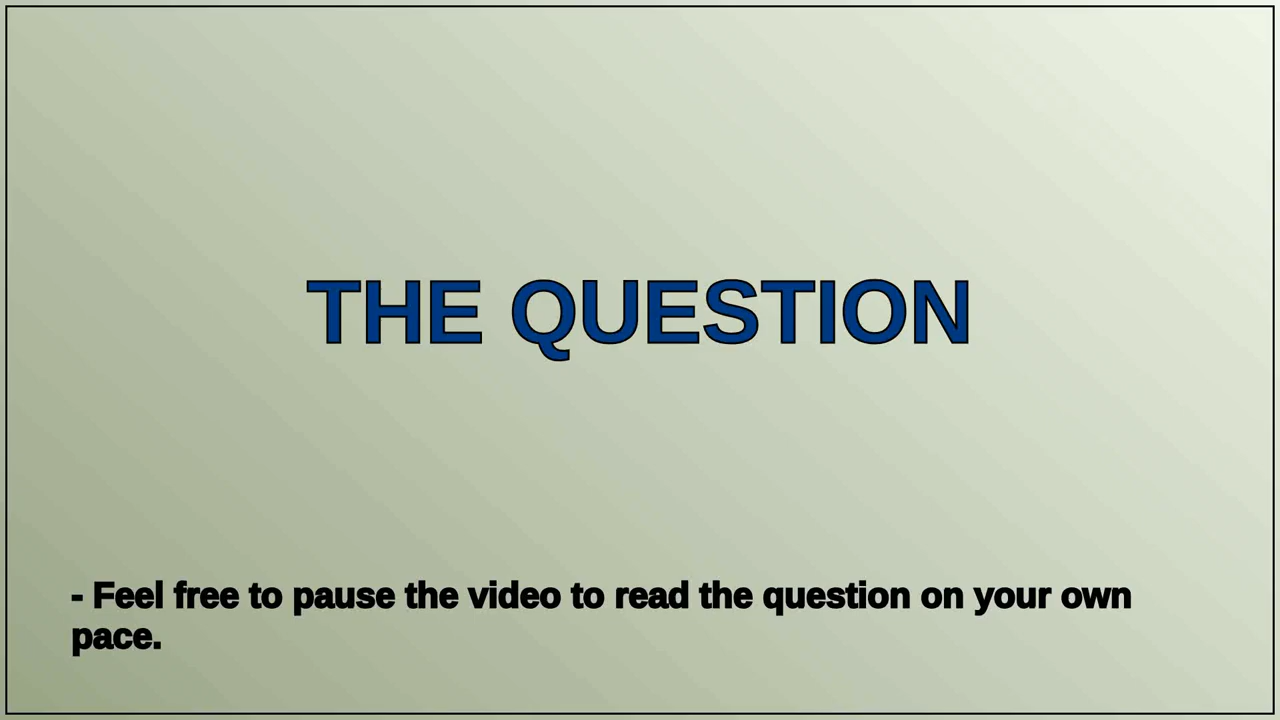 THE QUESTION
- Feel free to pause the video to read the question on your own
pace.